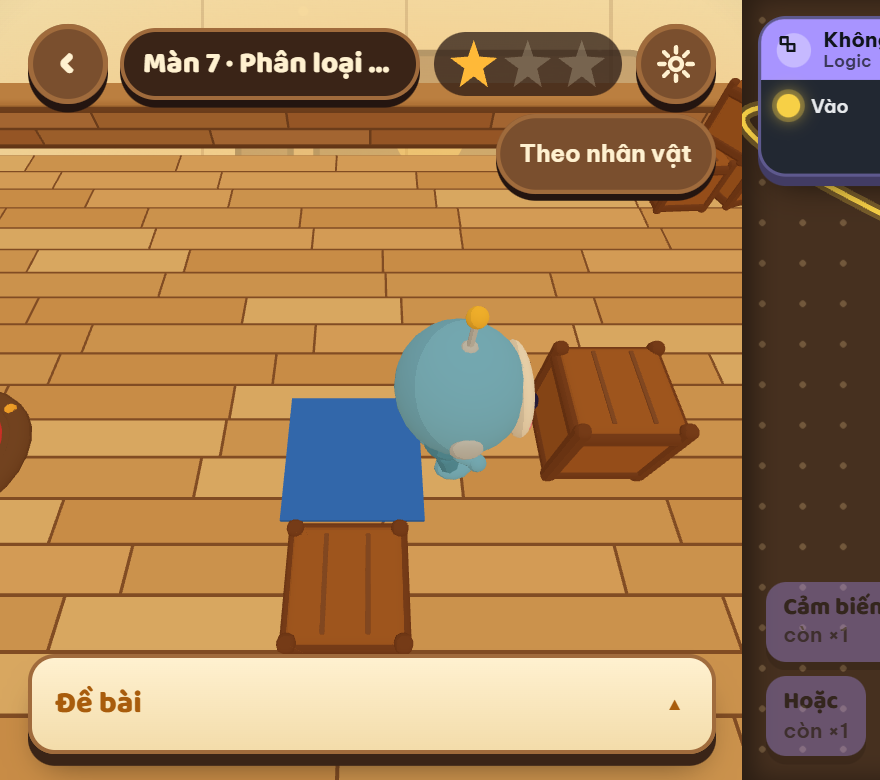 Màn 7 · Phân loại ...
Theo nhân vật
Đề bài
Logic
Vào
Cảm biến
còn ×1
Hoặc
còn ×1